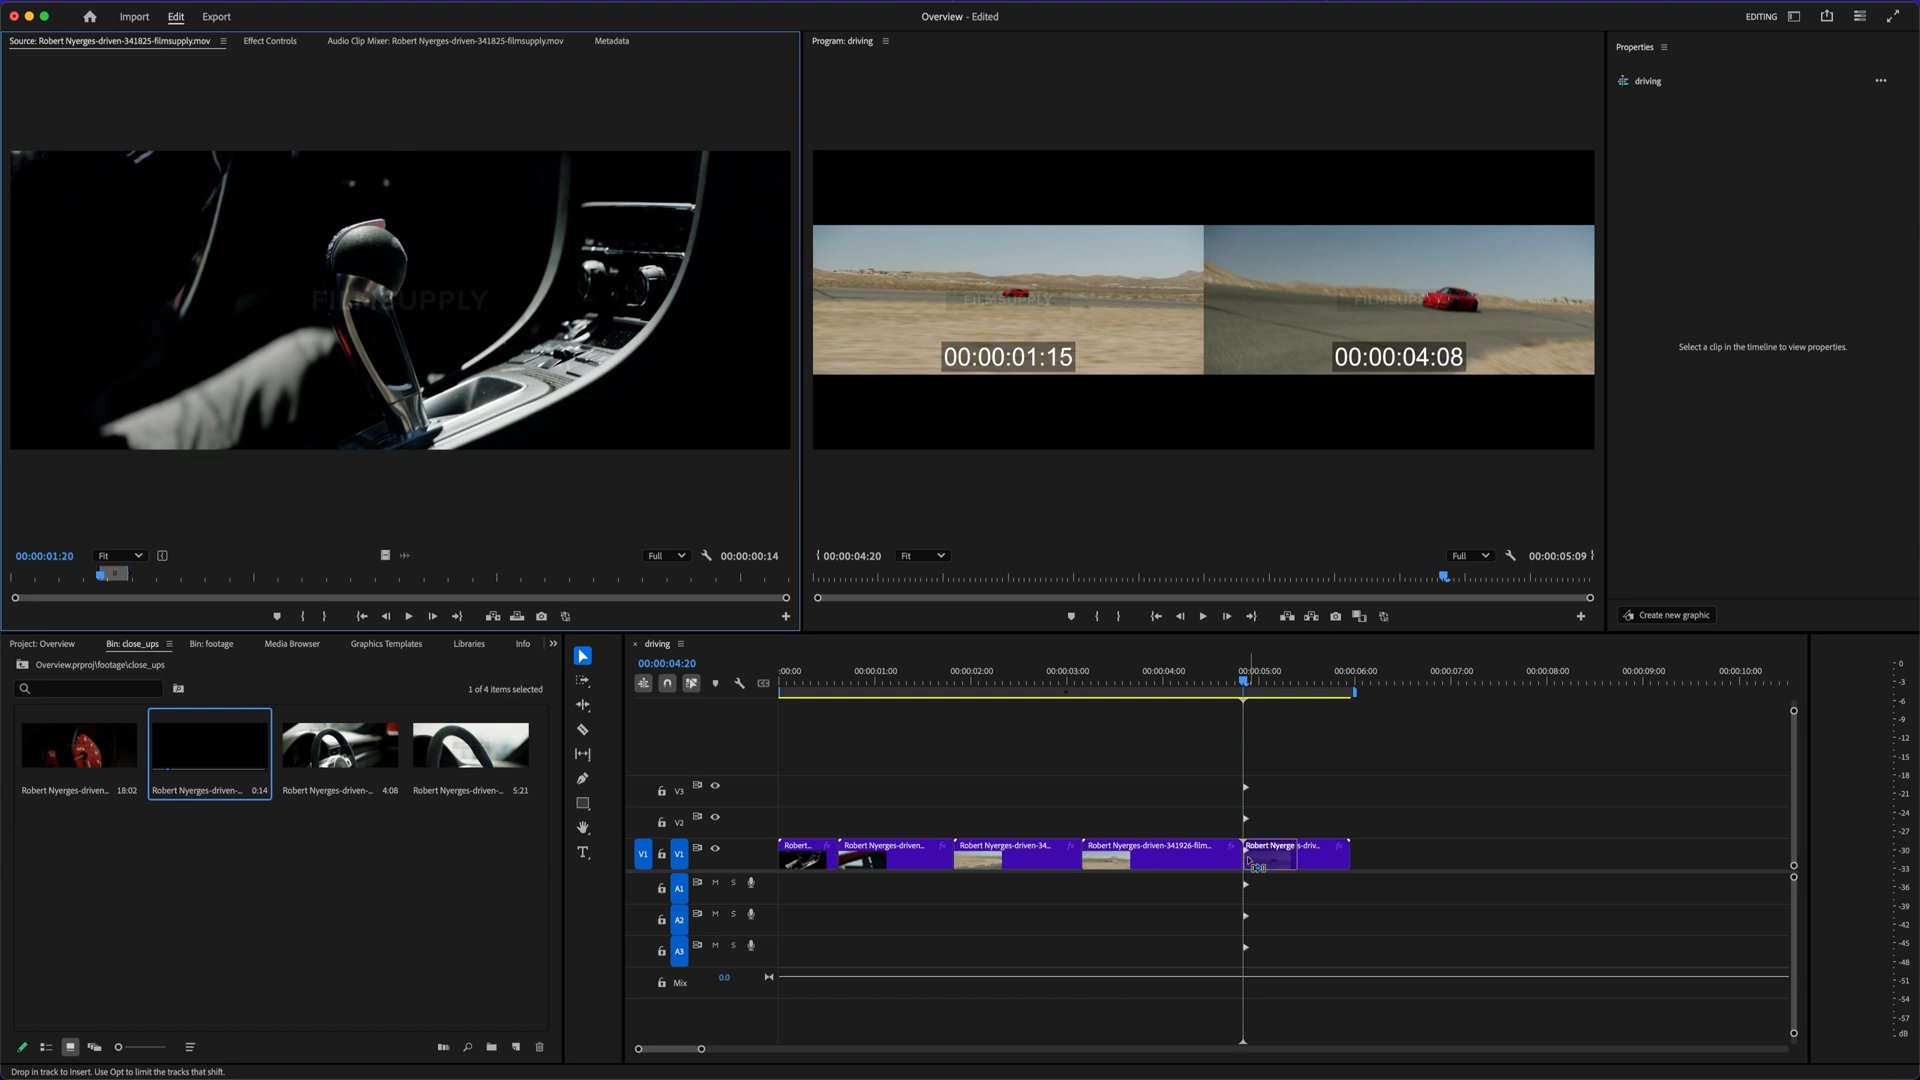 Import
Edit
Export
Overview - Edited
EDITING
Source: Robert Nyerges-driven-341825-filmsupply.mov
Effect Controls
Audio Clip Mixer: Robert Nyerges-driven-341825-filmsupply.mov
Metadata
Program: driving
Properties
driving
FILMSUPPLY
FILMSUPPLY
FILMSUPPLY
00:00:01:15
00:00:04:08
Select a clip in the timeline to view properties.
00:00:01:20
Fit
Full
00:00:00:14
00:00:04:20
Fit
Full
00:00:05:09
Create new graphic
Project: Overview
Bin: close_ups
Bin: footage
Media Browser
Graphics Templates
Libraries
Info
Overview.prproj\footage\close_ups
1 of 4 items selected
Robert Nyerges-driven... 18:02
Robert Nyerges-driven-... 0:14
Robert Nyerges-driven-... 4:08
Robert Nyerges-driven-... 5:21
driving
00:00:04:20
:00:00
00:00:01:00
00:00:02:00
00:00:03:00
00:00:04:00
00:00:05:00
00:00:06:00
00:00:07:00
00:00:08:00
00:00:09:00
00:00:10:00
V3
V2
V1
V1
Robert...
fx
Robert Nyerges-driven...
fx
Robert Nyerges-driven-34...
fx
Robert Nyerges-driven-341926-film...
fx
Robert Nyerge
s-driv...
fx
A1
M
S
A2
M
S
A3
M
S
Mix
0.0
0
-3
-6
-9
-12
-15
-18
-21
-24
-27
-30
-33
-36
-39
-42
-45
-48
-51
-54
-57
dB
Drop in track to Insert. Use Opt to limit the tracks that shift.